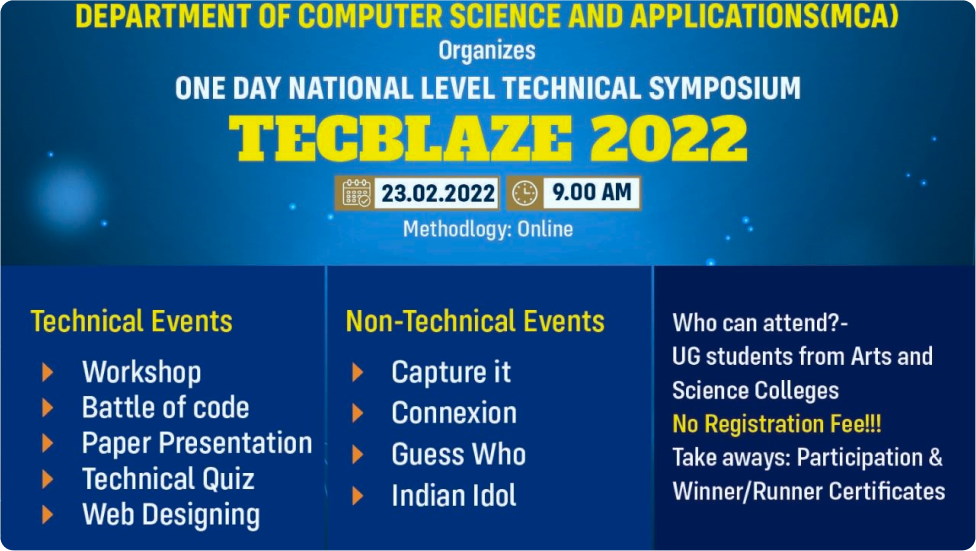 DEPARTMENT OF COMPUTER SCIENCE AND APPLICATIONS(MCA)
Organizes
ONE DAY NATIONAL LEVEL TECHNICAL SYMPOSIUM
TECBLAZE 2022
23.02.2022 9.00 AM
Methodlogy: Online
Technical Events
Workshop
Battle of code
Paper Presentation
Technical Quiz
Web Designing
Non-Technical Events
Capture it
Connexion
Guess Who
Indian Idol
Who can attend?-
UG students from Arts and
Science Colleges
No Registration Fee!!!
Take aways: Participation &
Winner/Runner Certificates